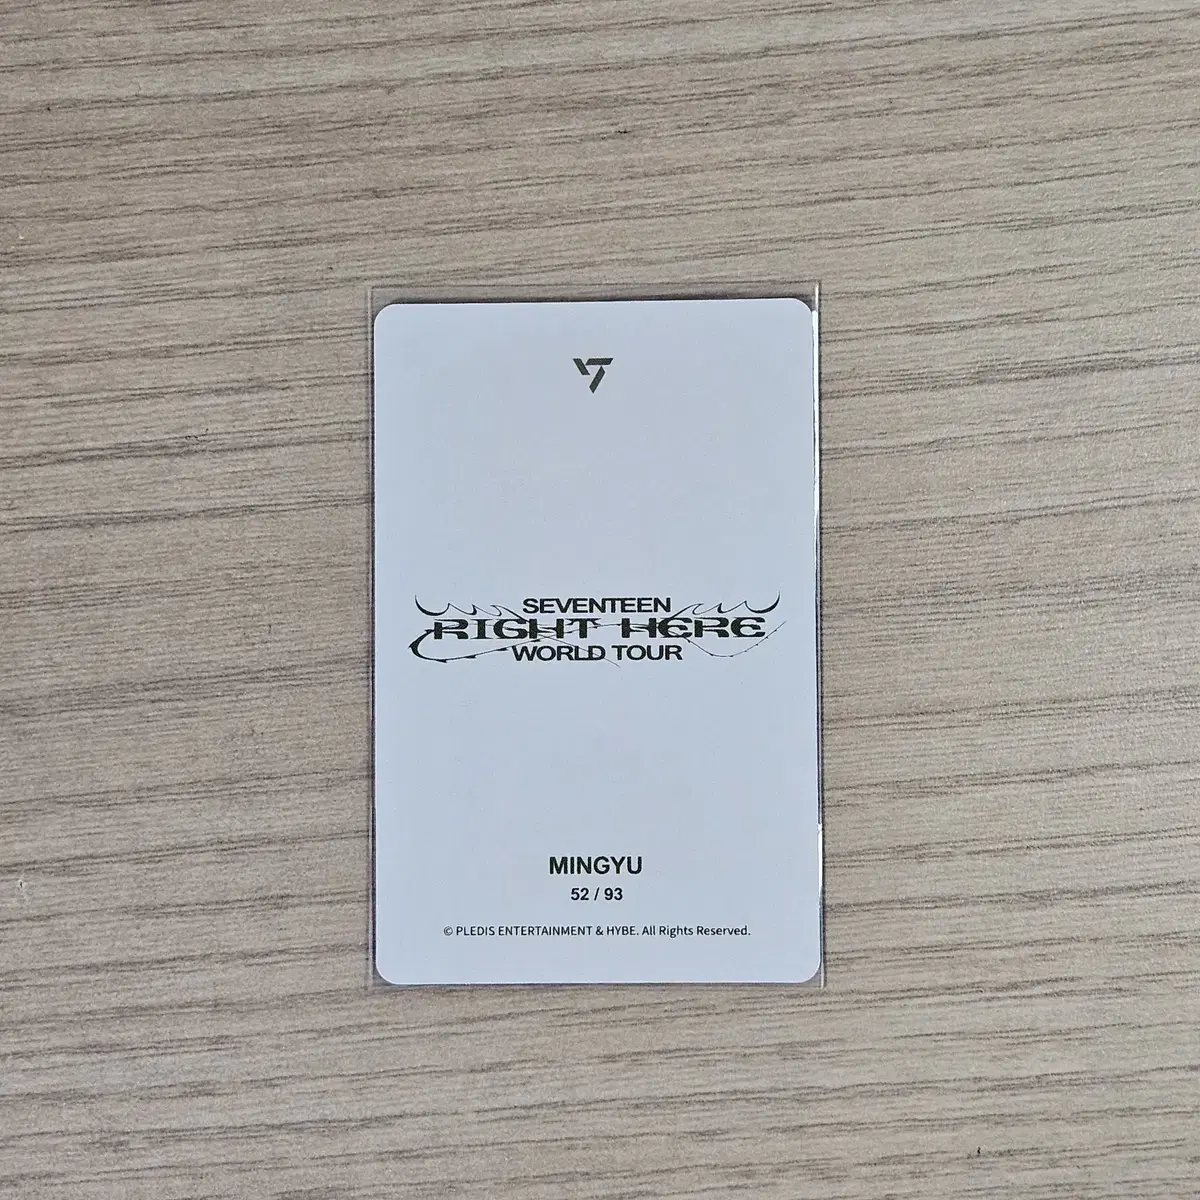 SEVENTEEN
RIGHT HERE
WORLD TOUR
MINGYU
52 / 93
© PLEDIS ENTERTAINMENT & HYBE. All Rights Reserved.